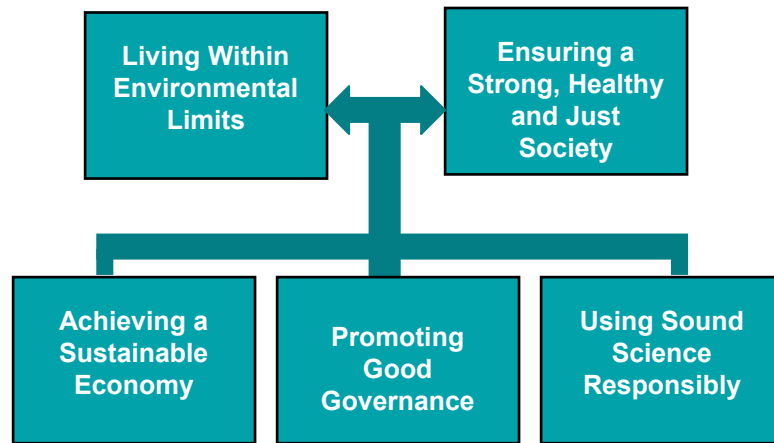 Living Within
Environmental
Limits
Ensuring a
Strong, Healthy
and Just
Society
Achieving a
Sustainable
Economy
Promoting
Good
Governance
Using Sound
Science
Responsibly